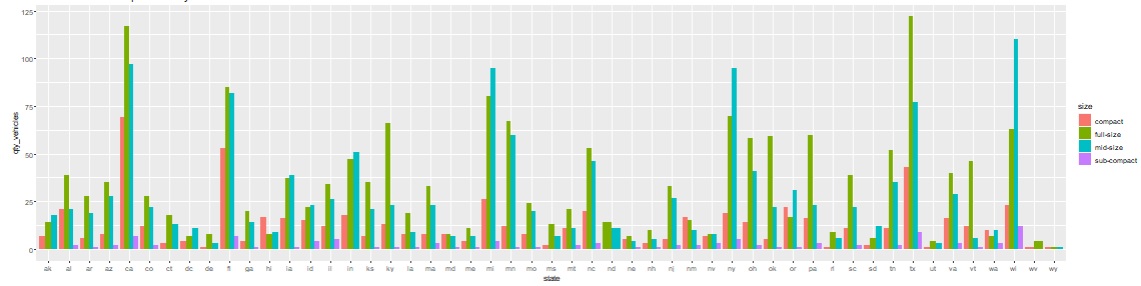 125-
100-
75-
50-
25-
0-
qty_vehicles
ak al ar az ca co ct dc de fl ga hi ia id il in ks ky la ma md me mi mn mo ms mt nc nd ne nh nj nm nv ny oh ok or pa ri sc sd tn tx ut va vt wa wi wv wy
state
size
compact
full-size
mid-size
sub-compact